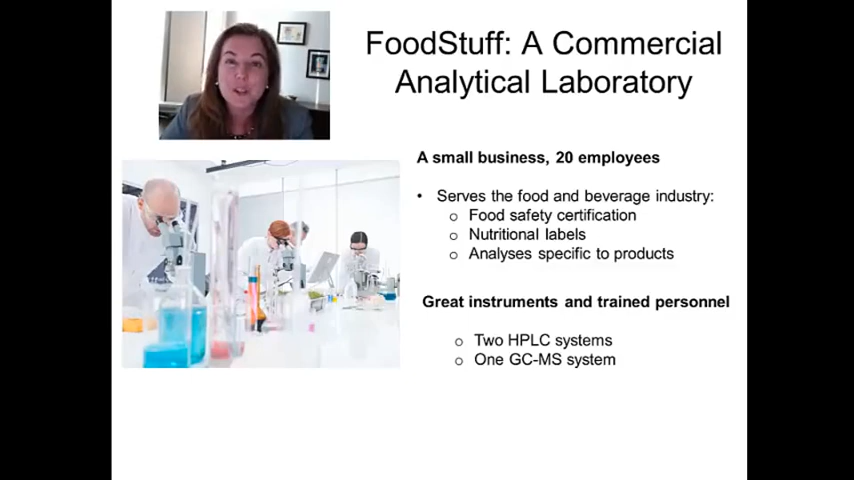 FoodStuff: A Commercial
Analytical Laboratory
A small business, 20 employees
• Serves the food and beverage industry:
o Food safety certification
o Nutritional labels
o Analyses specific to products
Great instruments and trained personnel
o Two HPLC systems
o One GC-MS system